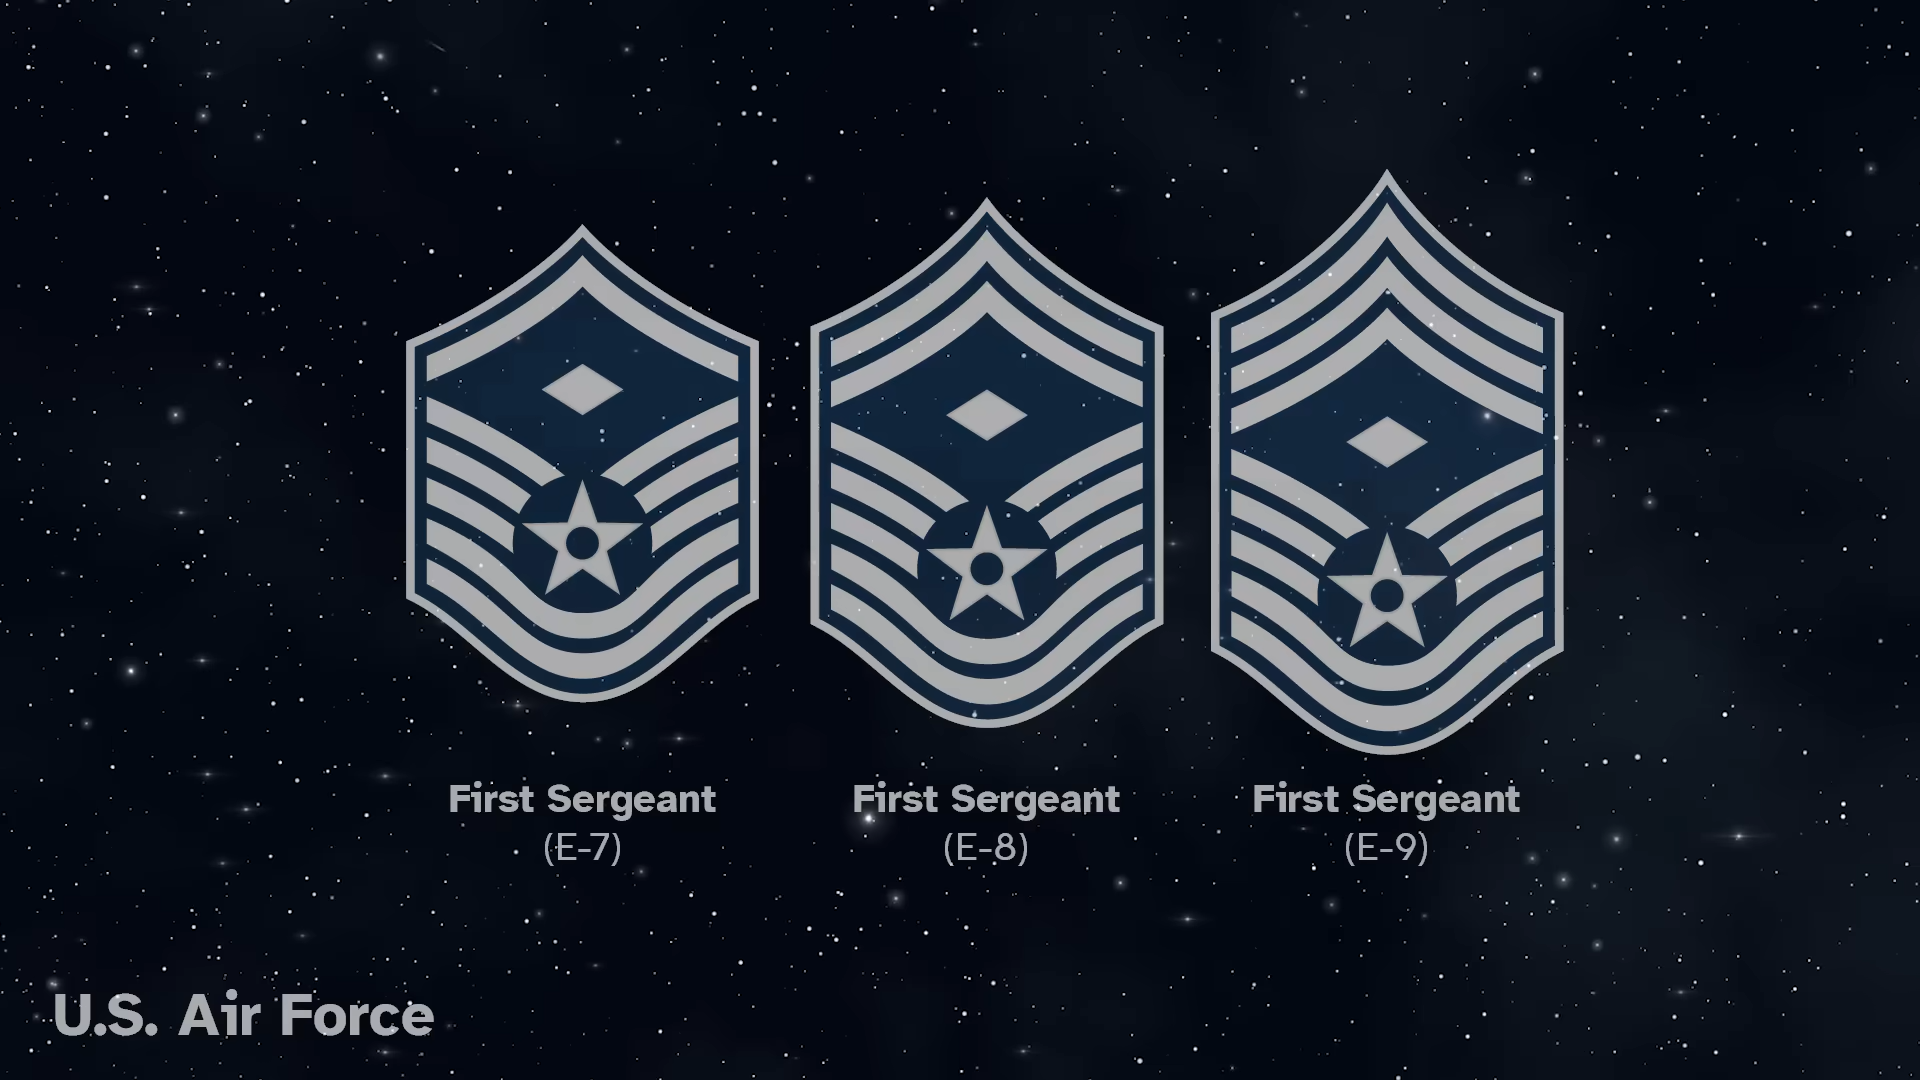 First Sergeant
(E-7)
First Sergeant
(E-8)
First Sergeant
(E-9)
U.S. Air Force